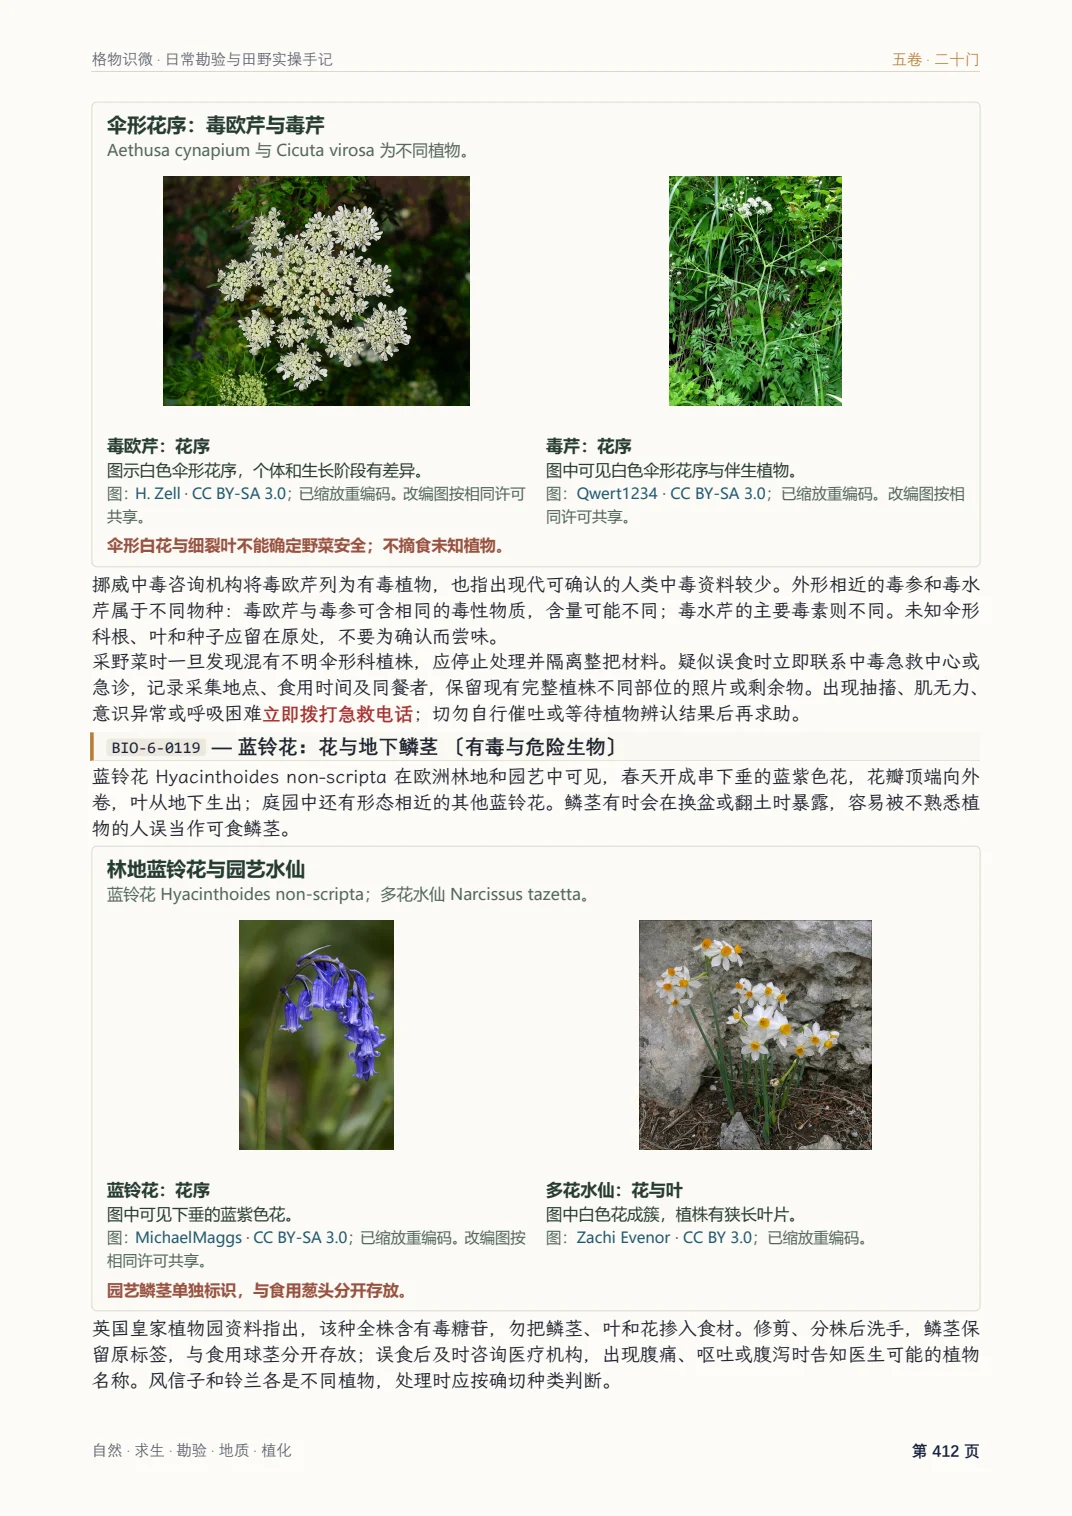 格物识微 · 日常勘验与田野实操手记
五卷 · 二十门
伞形花序：毒欧芹与毒芹
Aethusa cynapium 与 Cicuta virosa 为不同植物。
毒欧芹：花序
图示白色伞形花序，个体和生长阶段有差异。
图：H. Zell · CC BY-SA 3.0；已缩放重编码。改编图按相同许可
共享。
毒芹：花序
图中可见白色伞形花序与伴生植物。
图：Qwert1234 · CC BY-SA 3.0；已缩放重编码。改编图按相
同许可共享。
伞形白花与细裂叶不能确定野菜安全；不摘食未知植物。
挪威中毒咨询机构将毒欧芹列为有毒植物，也指出现代可确认的人类中毒资料较少。外形相近的毒参和毒水
芹属于不同物种：毒欧芹与毒参可含相同的毒性物质，含量可能不同；毒水芹的主要毒素则不同。未知伞形
科根、叶和种子应留在原处，不要为确认而尝味。
采野菜时一旦发现混有不明伞形科植株，应停止处理并隔离整把材料。疑似误食时立即联系中毒急救中心或
急诊，记录采集地点、食用时间及同餐者，保留现有完整植株不同部位的照片或剩余物。出现抽搐、肌无力、
意识异常或呼吸困难立即拨打急救电话；切勿自行催吐或等待植物辨认结果后再求助。
BIO-6-0119 — 蓝铃花：花与地下鳞茎 〔有毒与危险生物〕
蓝铃花 Hyacinthoides non-scripta 在欧洲林地和园艺中可见，春天开成串下垂的蓝紫色花，花瓣顶端向外
卷，叶从地下生出；庭园中还有形态相近的其他蓝铃花。鳞茎有时会在换盆或翻土时暴露，容易被不熟悉植
物的人误当作可食鳞茎。
林地蓝铃花与园艺水仙
蓝铃花 Hyacinthoides non-scripta；多花水仙 Narcissus tazetta。
蓝铃花：花序
图中可见下垂的蓝紫色花。
图：MichaelMaggs · CC BY-SA 3.0；已缩放重编码。改编图按
相同许可共享。
多花水仙：花与叶
图中白色花成簇，植株有狭长叶片。
图：Zachi Evenor · CC BY 3.0；已缩放重编码。
园艺鳞茎单独标识，与食用葱头分开存放。
英国皇家植物园资料指出，该种全株含有毒糖苷，勿把鳞茎、叶和花掺入食材。修剪、分株后洗手，鳞茎保
留原标签，与食用球茎分开存放；误食后及时咨询医疗机构，出现腹痛、呕吐或腹泻时告知医生可能的植物
名称。风信子和铃兰各是不同植物，处理时应按确切种类判断。
自然 · 求生 · 勘验 · 地质 · 植化
第 412 页